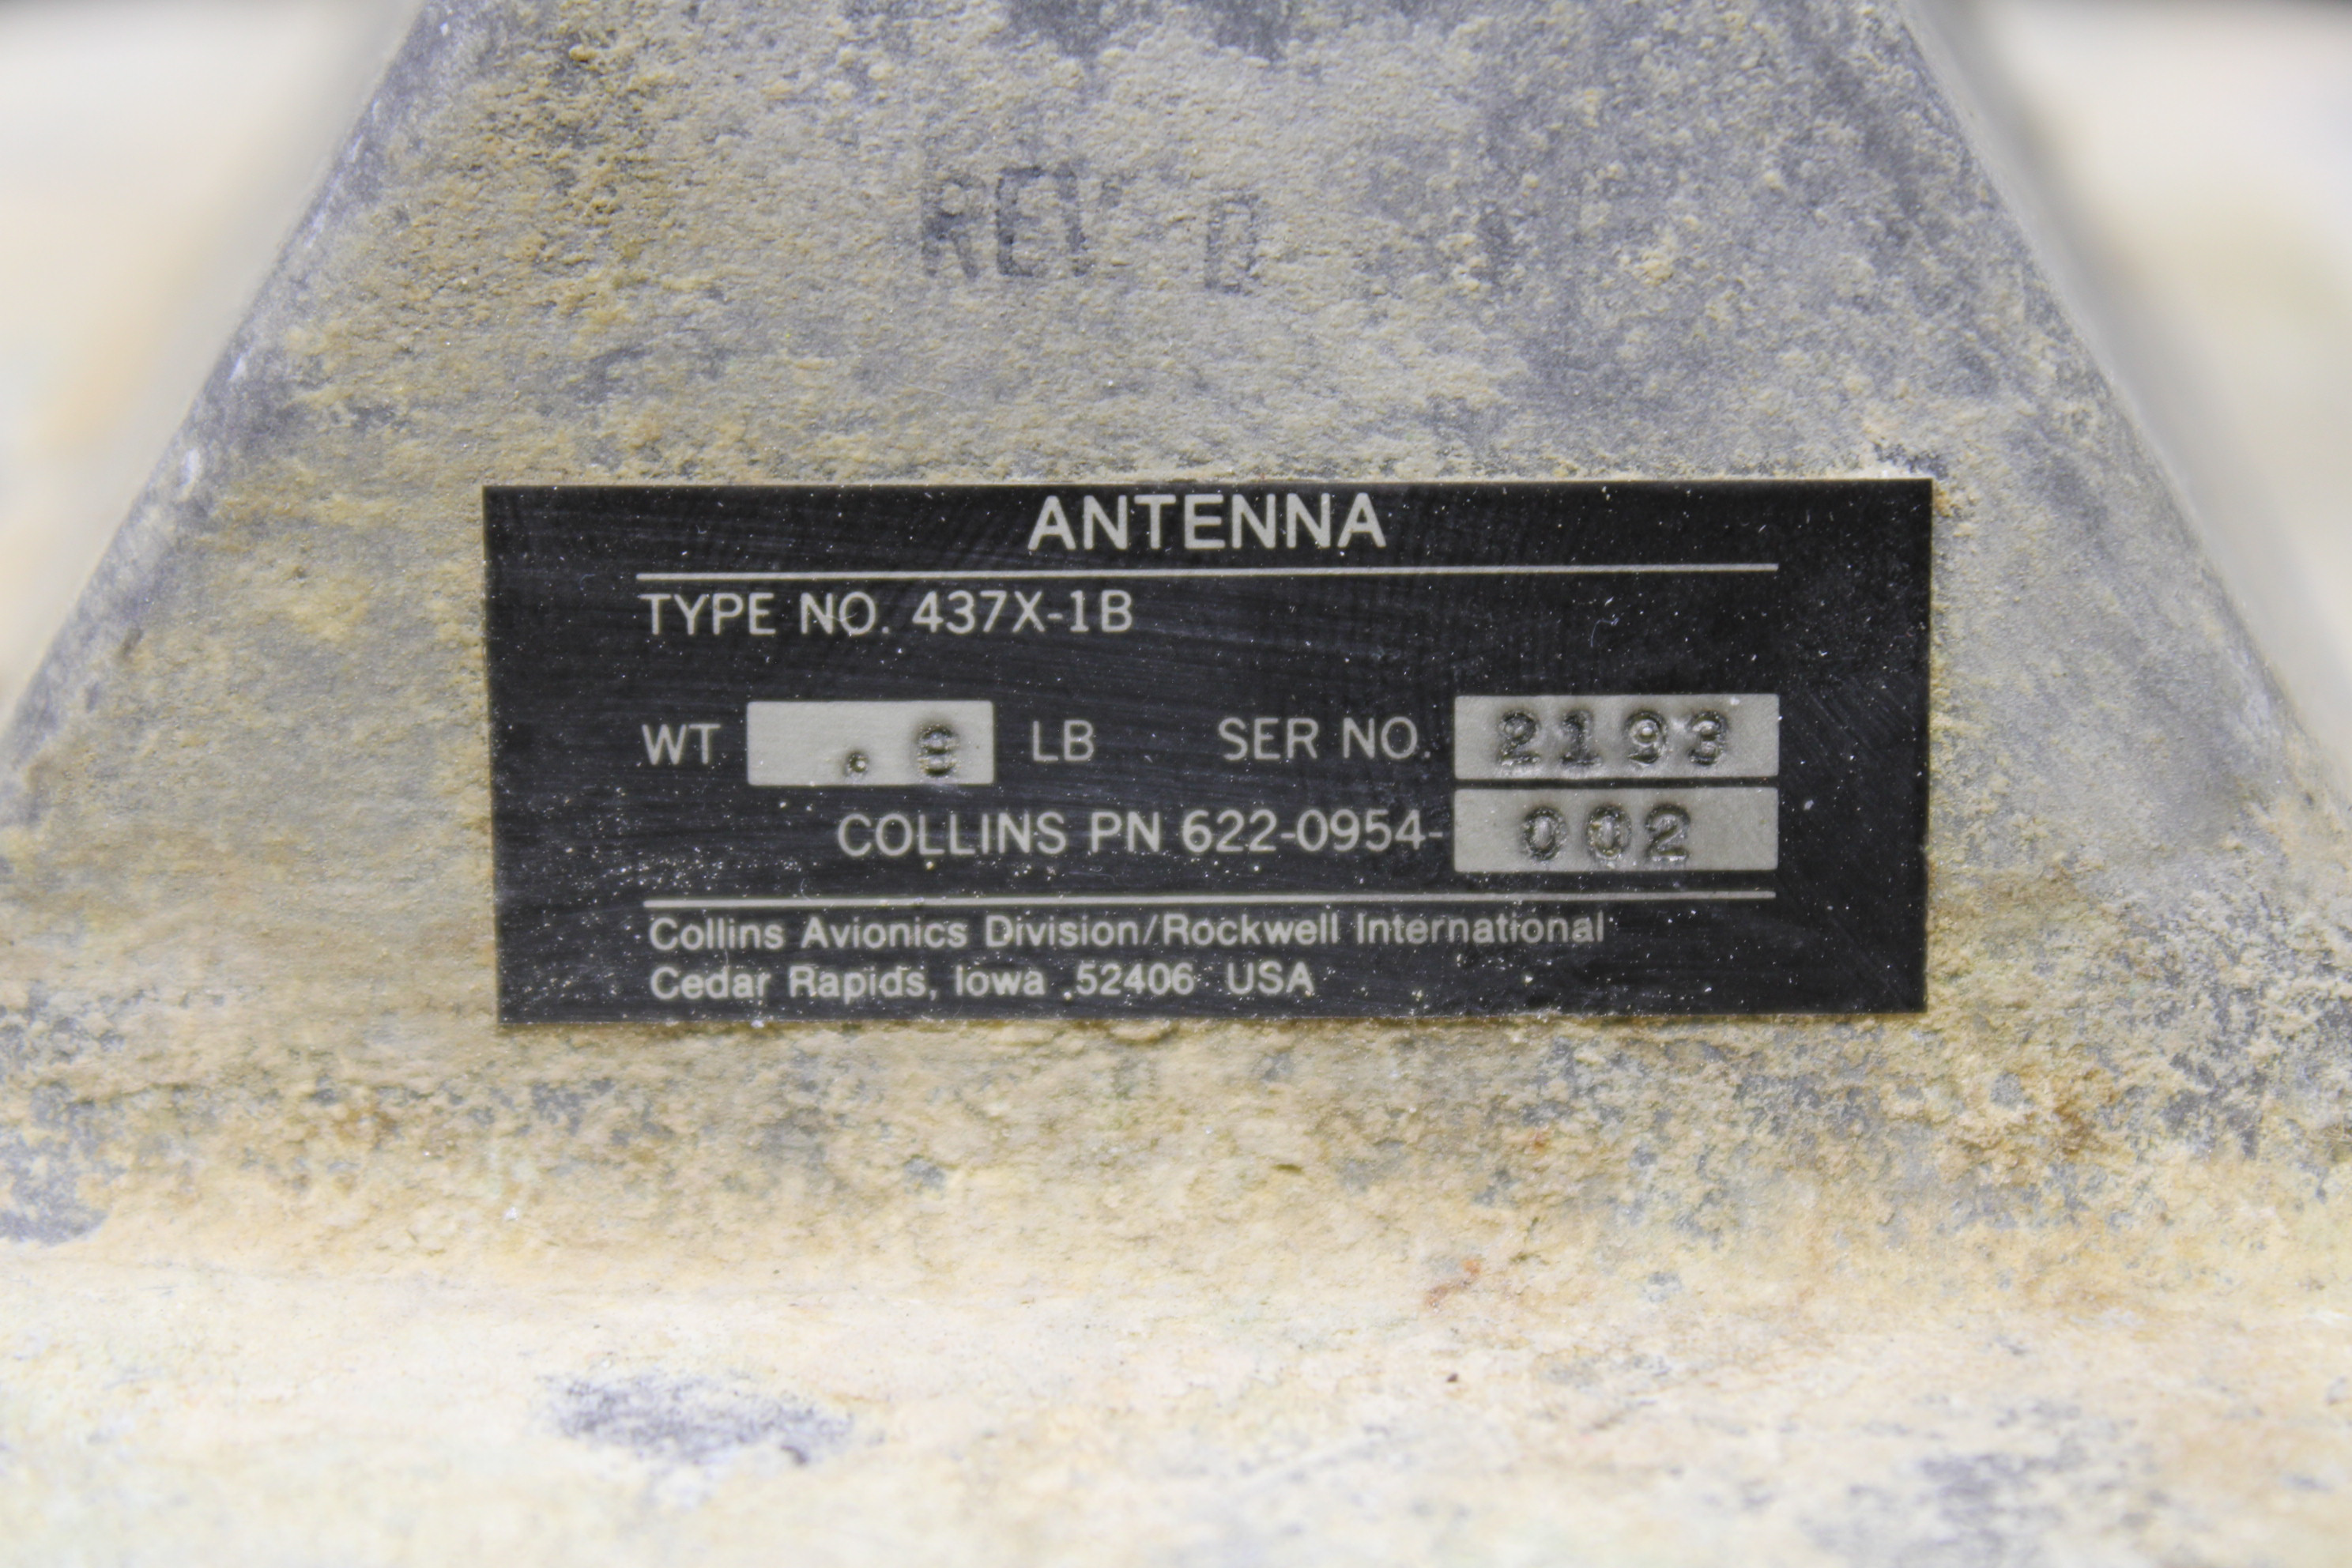 REV D
ANTENNA
TYPE NO. 437X-1B
WT .8 LB SER NO. 2193
COLLINS PN 622-0954-002
Collins Avionics Division/Rockwell International
Cedar Rapids, Iowa 52406 USA